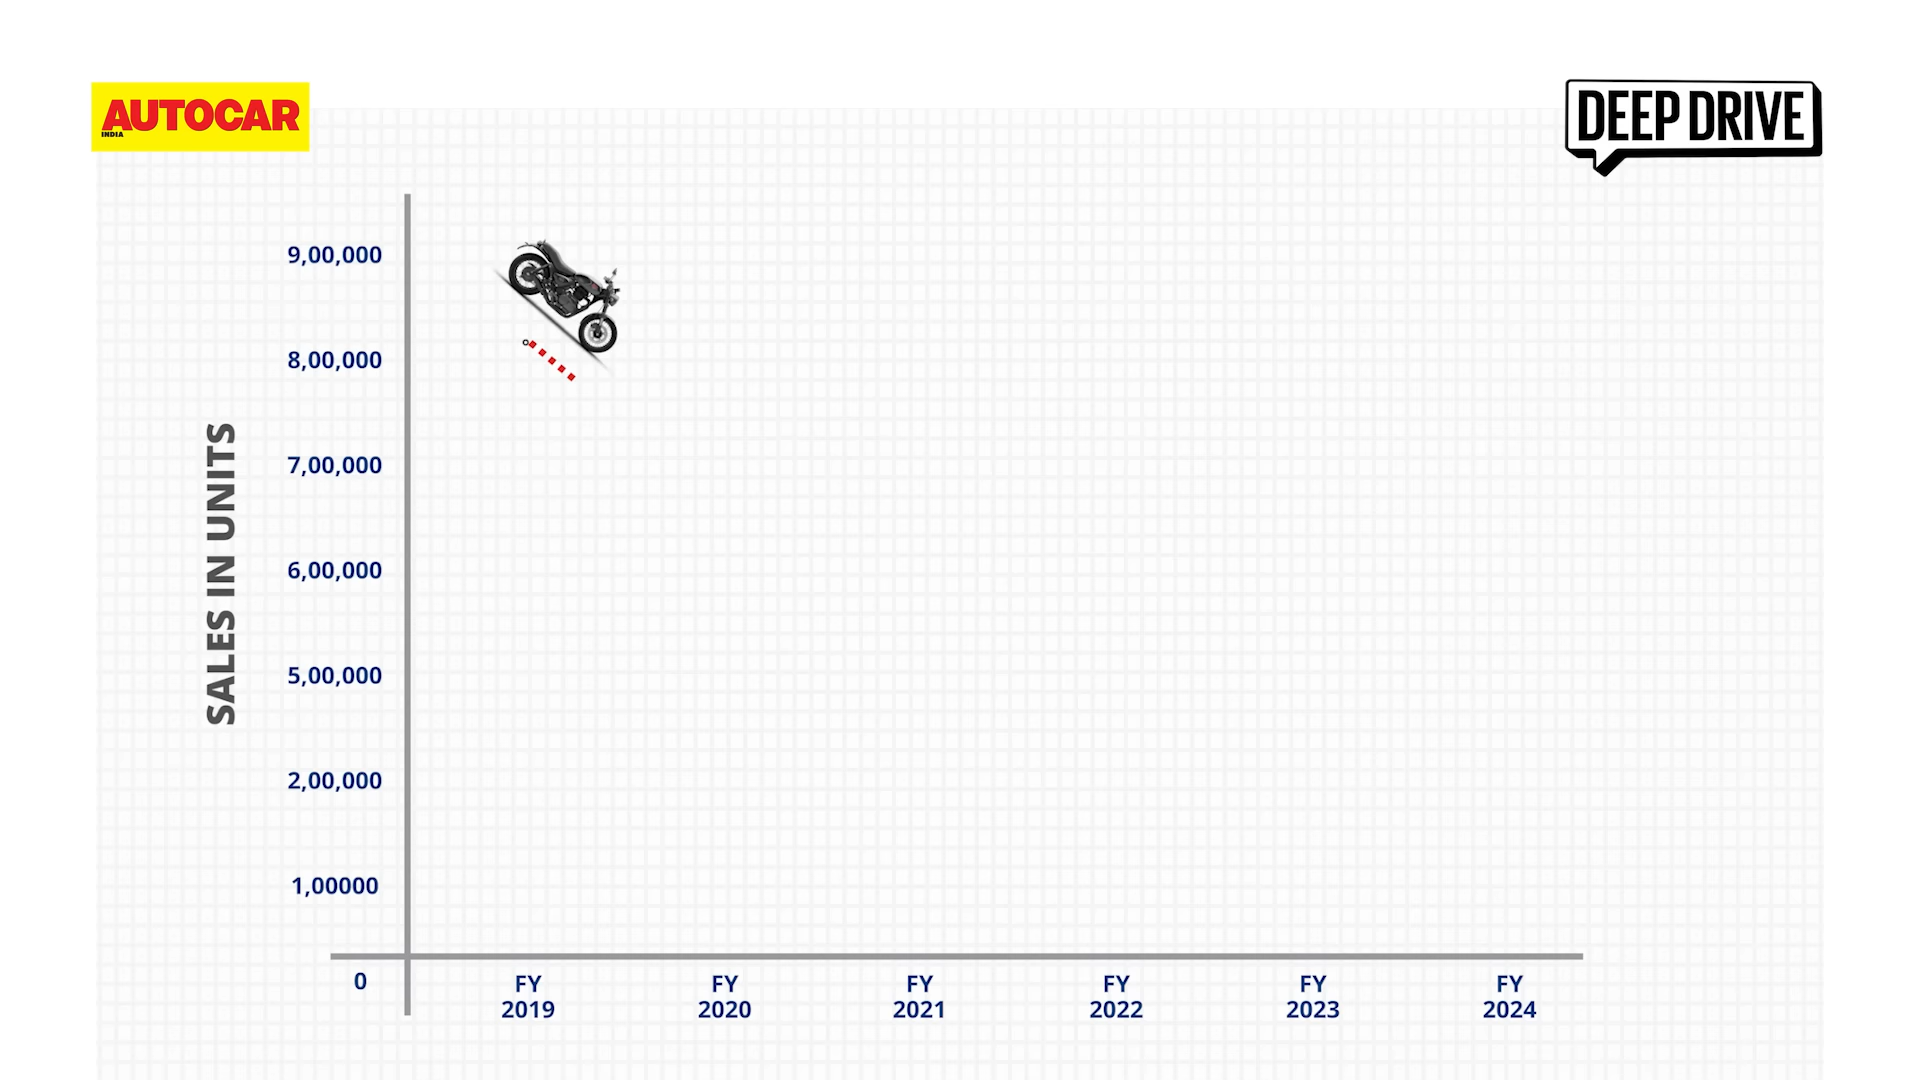 AUTOCAR
INDIA
DEEP DRIVE
SALES IN UNITS
9,00,000
8,00,000
7,00,000
6,00,000
5,00,000
2,00,000
1,00000
0
FY
2019
FY
2020
FY
2021
FY
2022
FY
2023
FY
2024